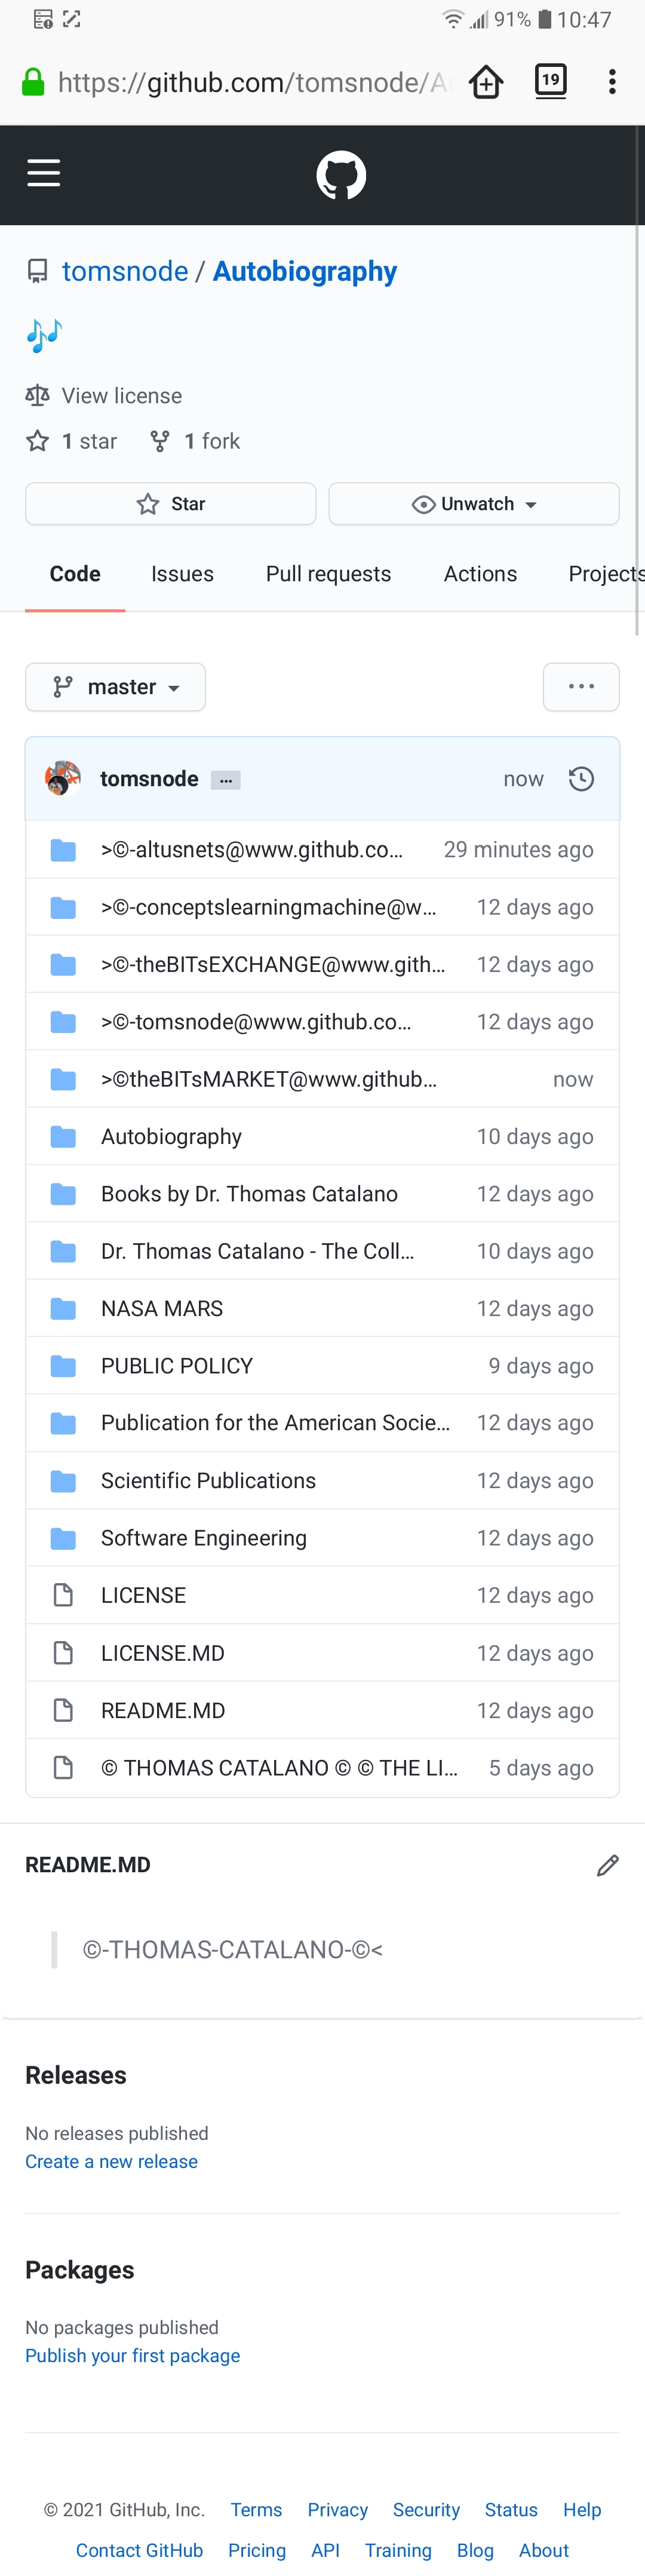 91% 10:47
https://github.com/tomsnode/A
19
tomsnode / Autobiography
View license
1 star 1 fork
Star Unwatch
Code Issues Pull requests Actions Projects
master
tomsnode ... now
>©-altusnets@www.github.co... 29 minutes ago
>©-conceptslearningmachine@w... 12 days ago
>©-theBITsEXCHANGE@www.gith... 12 days ago
>©-tomsnode@www.github.co... 12 days ago
>©theBITsMARKET@www.github... now
Autobiography 10 days ago
Books by Dr. Thomas Catalano 12 days ago
Dr. Thomas Catalano - The Coll... 10 days ago
NASA MARS 12 days ago
PUBLIC POLICY 9 days ago
Publication for the American Socie... 12 days ago
Scientific Publications 12 days ago
Software Engineering 12 days ago
LICENSE 12 days ago
LICENSE.MD 12 days ago
README.MD 12 days ago
© THOMAS CATALANO © © THE LI... 5 days ago
README.MD
©-THOMAS-CATALANO-©<
Releases
No releases published
Create a new release
Packages
No packages published
Publish your first package
© 2021 GitHub, Inc. Terms Privacy Security Status Help
Contact GitHub Pricing API Training Blog About